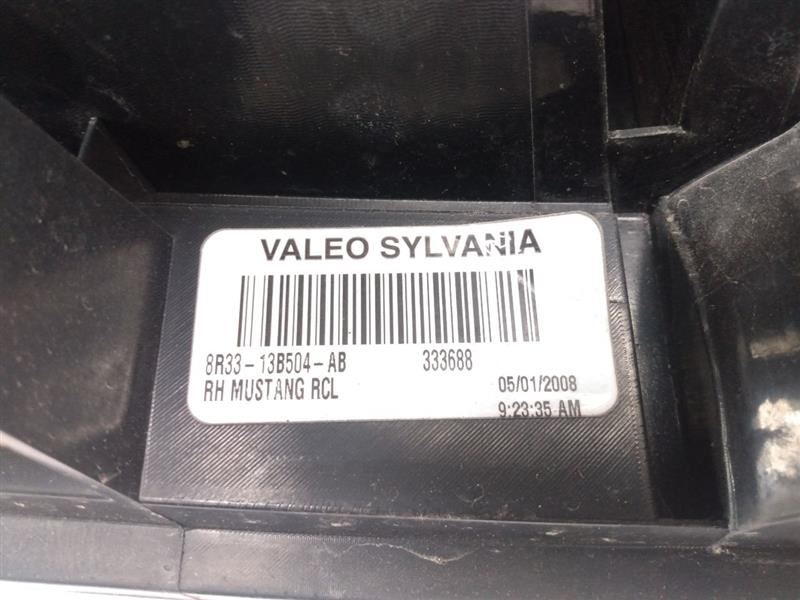 VALEO SYLVANIA
8R33-13B504-AB 333688
RH MUSTANG RCL 05/01/2008
9:23:35 AM